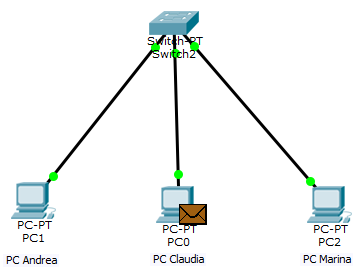 Switch-PT
Switch2
PC-PT
PC1
PC Andrea
PC-PT
PC0
PC Claudia
PC-PT
PC2
PC Marina